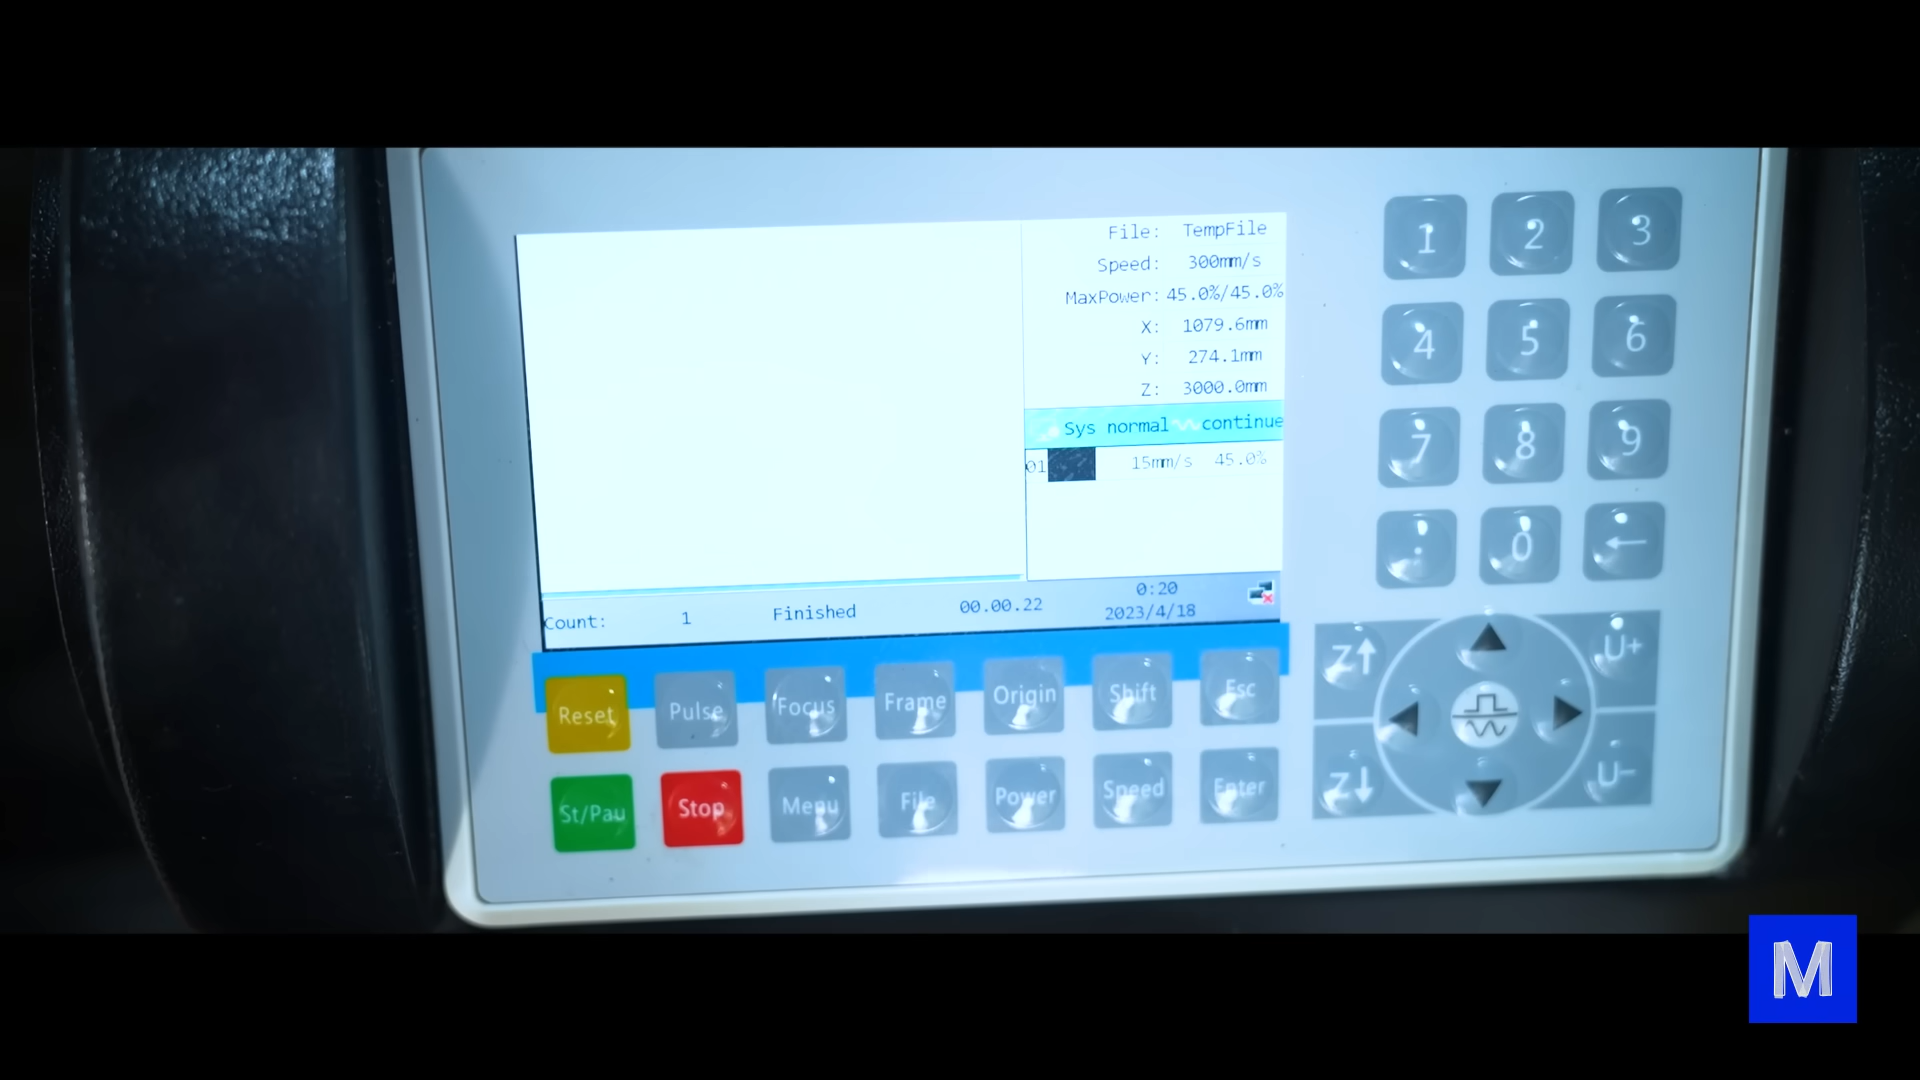 File: TempFile
Speed: 300mm/s
MaxPower: 45.0%/45.0%
X: 1079.6mm
Y: 274.1mm
Z: 3000.0mm
Sys normal continue
01 15mm/s 45.0%
Count: 1 Finished 00.00.22 0:20
2023/4/18
1 2 3
4 5 6
7 8 9
. 0 ←
Reset Pulse Focus Frame Origin Shift Esc
St/Pau Stop Menu File Power Speed Enter
Z↑ U+
Z↓ U-
M